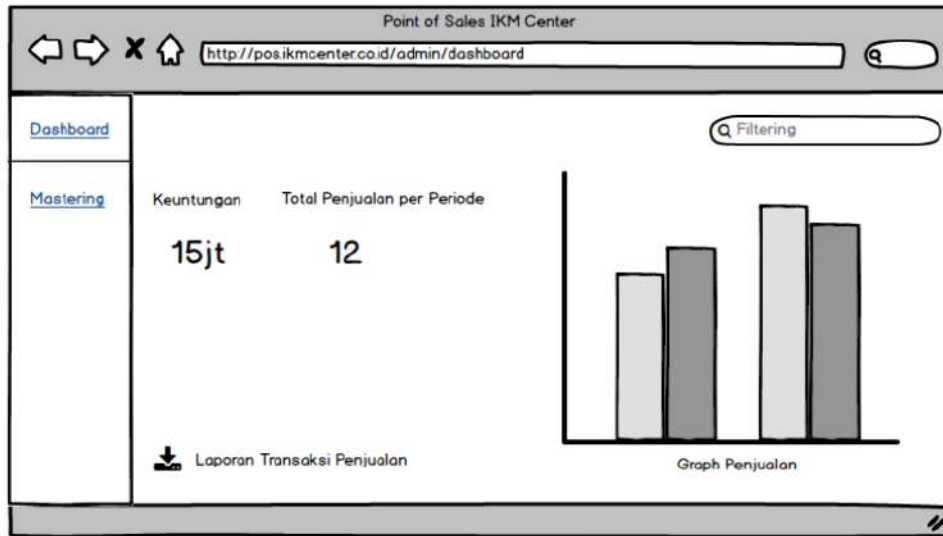 Point of Sales IKM Center
http://pos.ikmcenter.co.id/admin/dashboard
Dashboard
Filtering
Mastering
Keuntungan
Total Penjualan per Periode
15jt
12
Laporan Transaksi Penjualan
Graph Penjualan